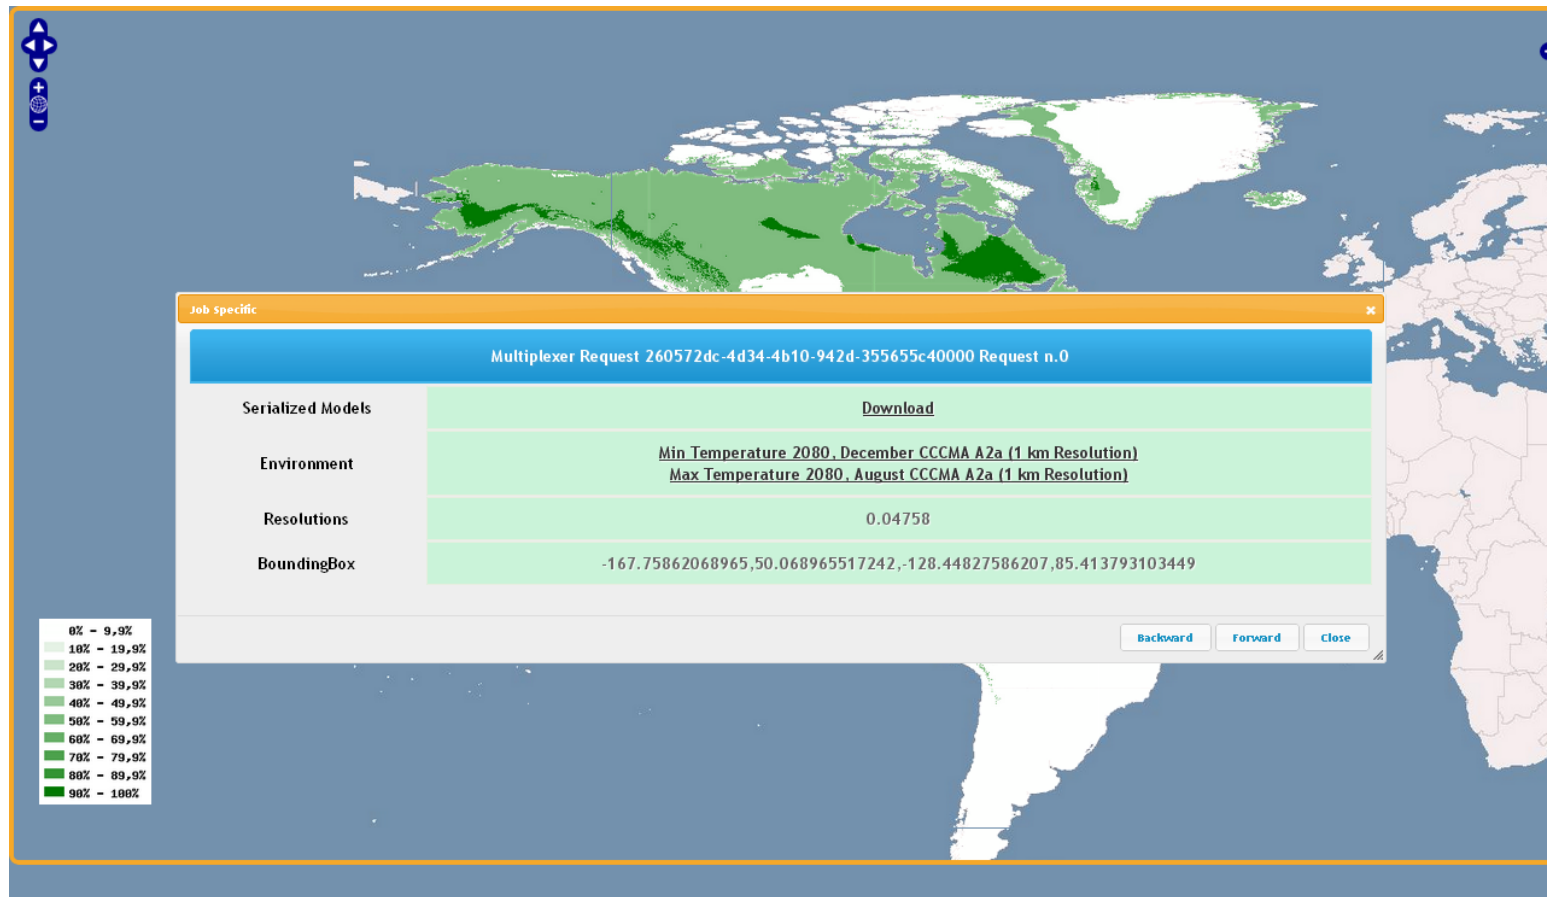 Job Specific
Multiplexer Request 260572dc-4d34-4b10-942d-355655c40000 Request n.0
Serialized Models
Download
Environment
Min Temperature 2080, December CCCMA A2a (1 km Resolution)
Max Temperature 2080, August CCCMA A2a (1 km Resolution)
Resolutions
0.04758
BoundingBox
-167.75862068965,50.068965517242,-128.44827586207,85.413793103449
Backward
Forward
Close
0% - 9,9%
10% - 19,9%
20% - 29,9%
30% - 39,9%
40% - 49,9%
50% - 59,9%
60% - 69,9%
70% - 79,9%
80% - 89,9%
90% - 100%